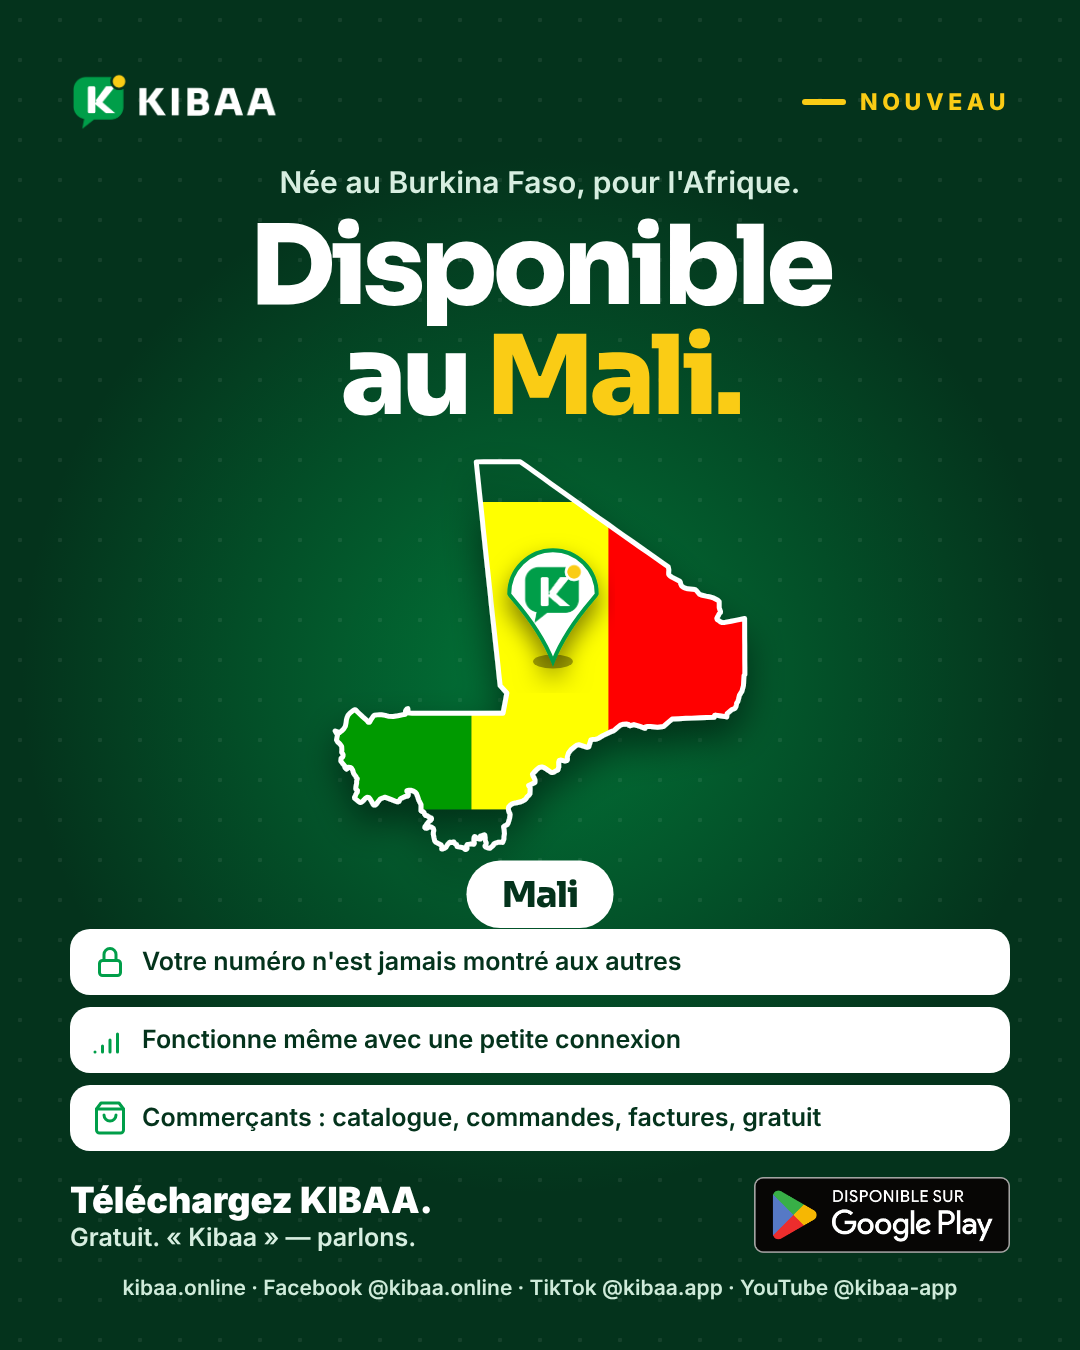 KIBAA
NOUVEAU
Née au Burkina Faso, pour l'Afrique.
Disponible
au Mali.
K
Mali
Votre numéro n'est jamais montré aux autres
Fonctionne même avec une petite connexion
Commerçants : catalogue, commandes, factures, gratuit
Téléchargez KIBAA.
Gratuit. « Kibaa » — parlons.
DISPONIBLE SUR
Google Play
kibaa.online · Facebook @kibaa.online · TikTok @kibaa.app · YouTube @kibaa-app